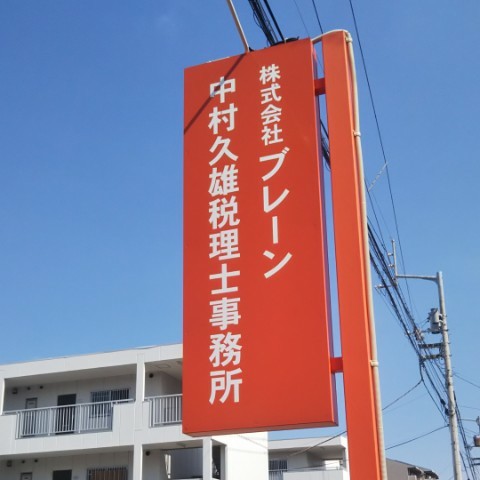 株式会社 ブレーン
中村久雄税理士事務所